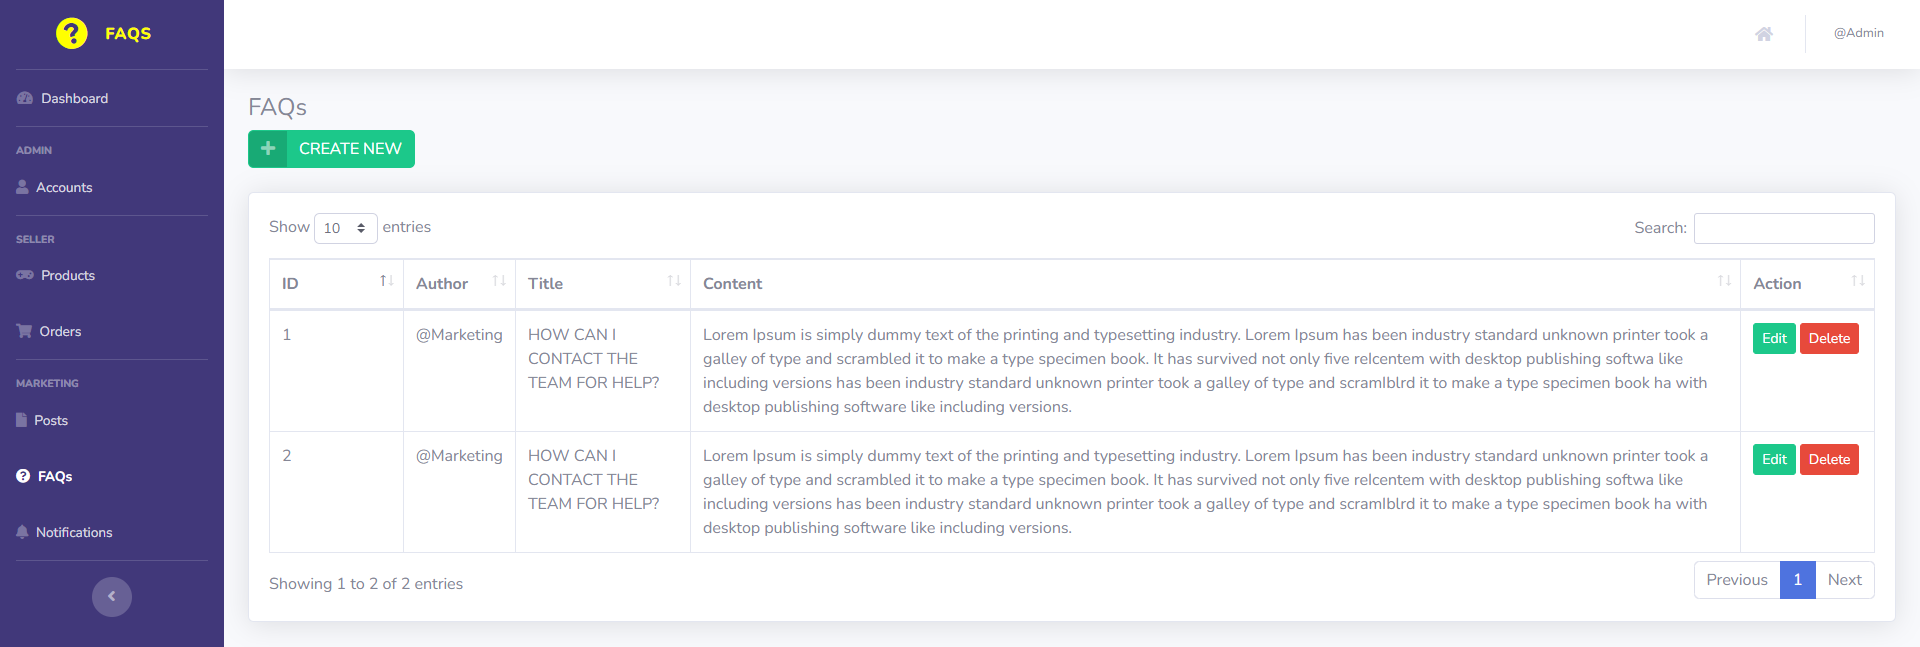 FAQS
Dashboard
ADMIN
Accounts
SELLER
Products
Orders
MARKETING
Posts
FAQs
Notifications
@Admin
FAQs
CREATE NEW
Show 10 entries
Search:
ID Author Title Content Action
1 @Marketing
HOW CAN I
CONTACT THE
TEAM FOR HELP?
Lorem Ipsum is simply dummy text of the printing and typesetting industry. Lorem Ipsum has been industry standard unknown printer took a
galley of type and scrambled it to make a type specimen book. It has survived not only five relcentem with desktop publishing softwa like
including versions has been industry standard unknown printer took a galley of type and scramIblrd it to make a type specimen book ha with
desktop publishing software like including versions.
Edit Delete
2 @Marketing
HOW CAN I
CONTACT THE
TEAM FOR HELP?
Lorem Ipsum is simply dummy text of the printing and typesetting industry. Lorem Ipsum has been industry standard unknown printer took a
galley of type and scrambled it to make a type specimen book. It has survived not only five relcentem with desktop publishing softwa like
including versions has been industry standard unknown printer took a galley of type and scramIblrd it to make a type specimen book ha with
desktop publishing software like including versions.
Edit Delete
Showing 1 to 2 of 2 entries
Previous 1 Next